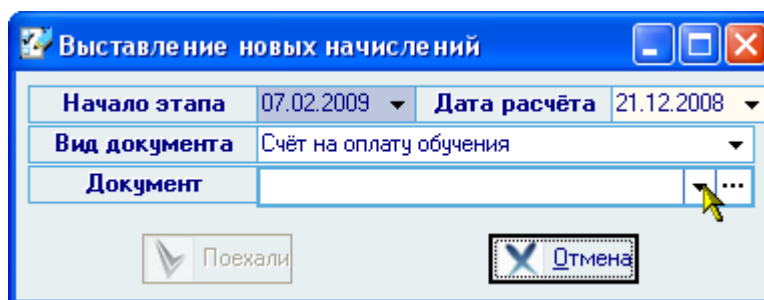 Выставление новых начислений
Начало этапа 07.02.2009 Дата расчёта 21.12.2008
Вид документа Счёт на оплату обучения
Документ ...
Поехали Отмена